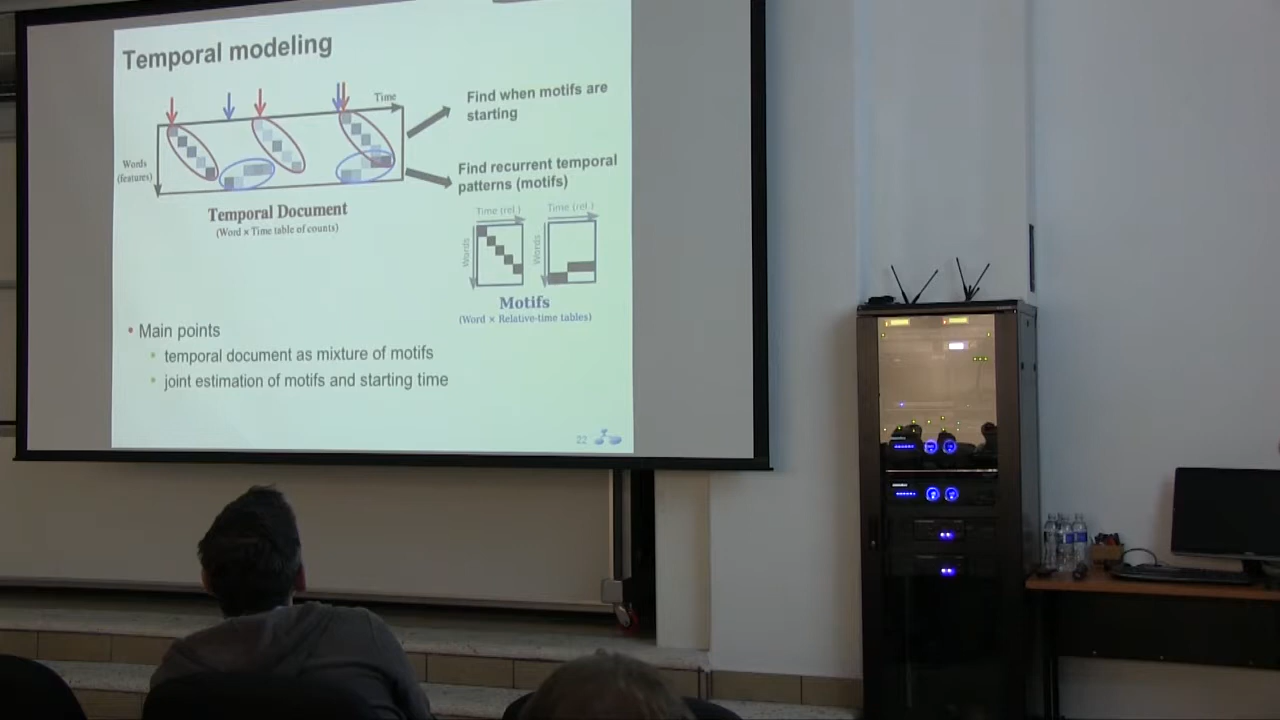 Temporal modeling
Time
Words
(features)
Temporal Document
(Word × Time table of counts)
Find when motifs are
starting
Find recurrent temporal
patterns (motifs)
Time (rel.)
Time (rel.)
Words
Words
Motifs
(Word × Relative-time tables)
• Main points
• temporal document as mixture of motifs
• joint estimation of motifs and starting time
22